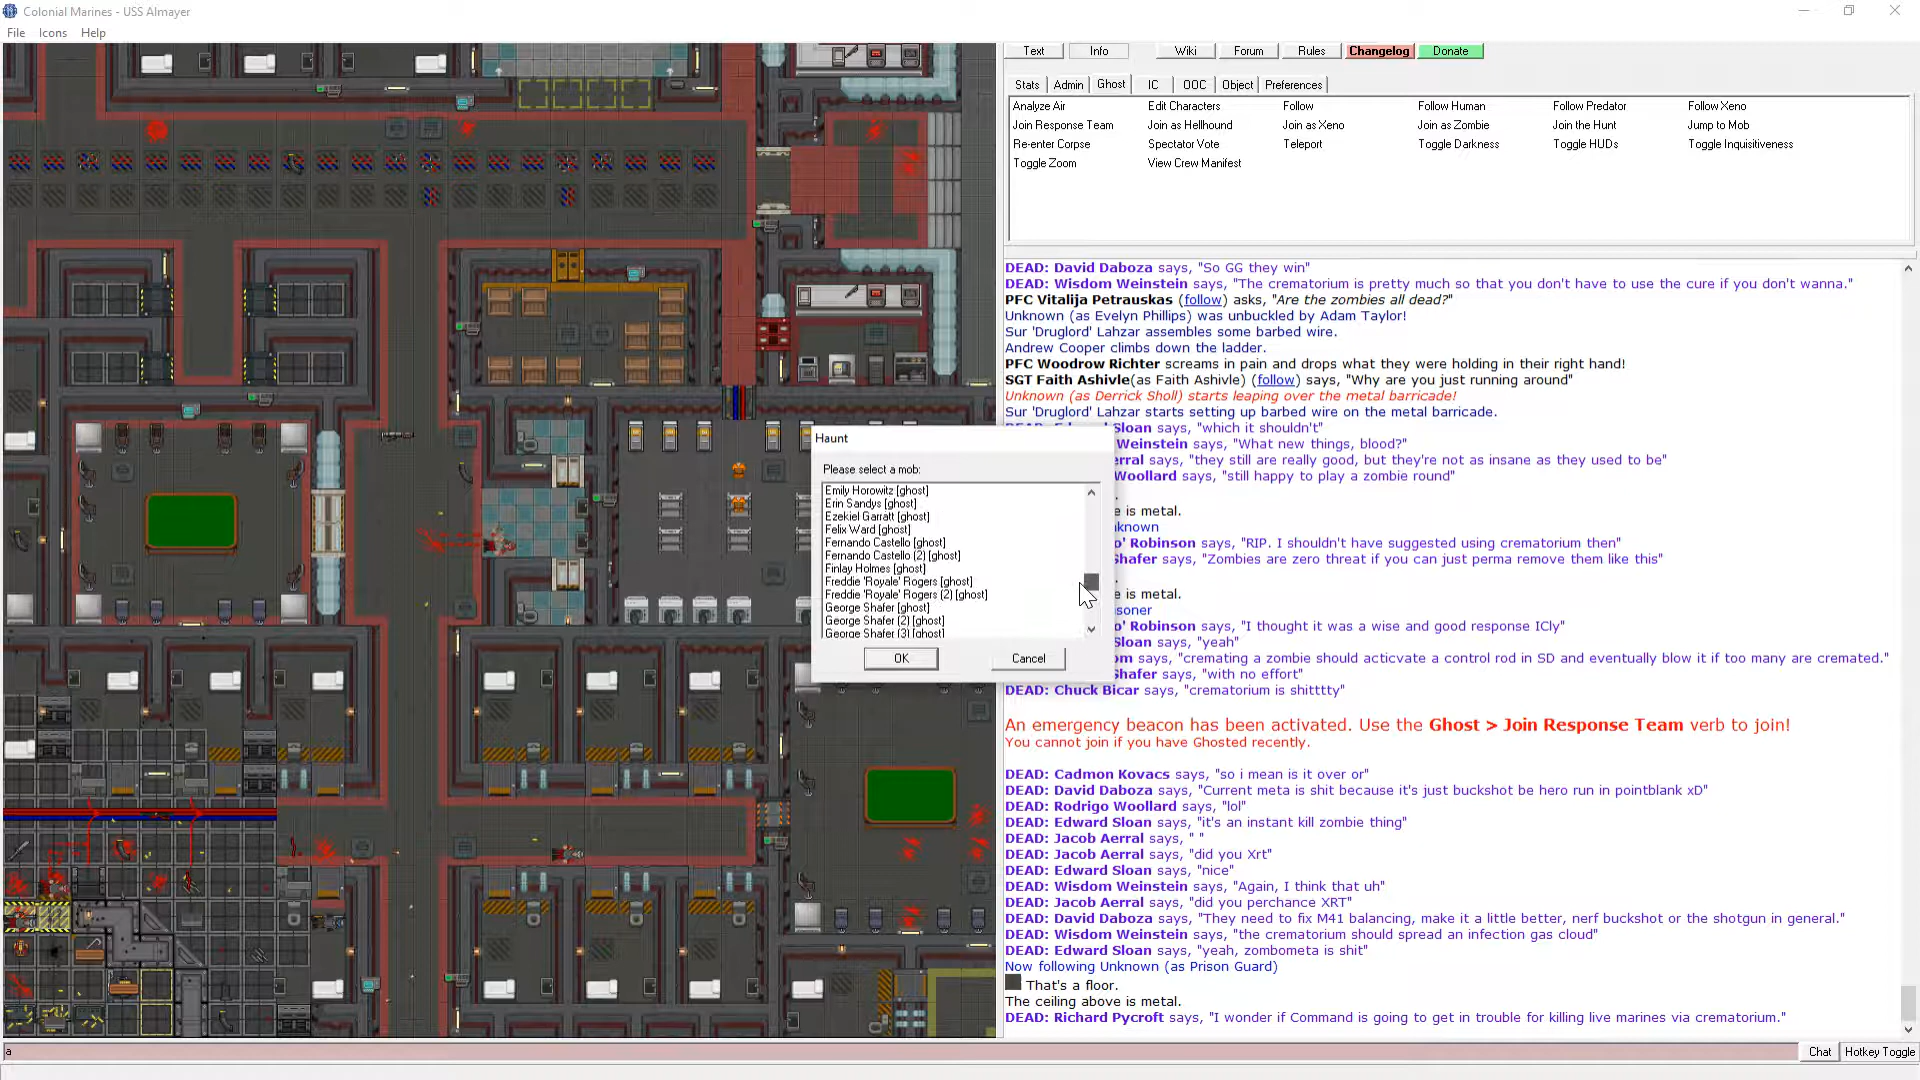 Colonial Marines - USS Almayer
File Icons Help
Text Info Wiki Forum Rules Changelog Donate
Stats Admin Ghost IC OOC Object Preferences
Analyze Air Edit Characters Follow Follow Human Follow Predator Follow Xeno
Join Response Team Join as Hellhound Join as Xeno Join as Zombie Join the Hunt Jump to Mob
Re-enter Corpse Spectator Vote Teleport Toggle Darkness Toggle HUDs Toggle Inquisitiveness
Toggle Zoom View Crew Manifest
DEAD: David Daboza says, "So GG they win"
DEAD: Wisdom Weinstein says, "The crematorium is pretty much so that you don't have to use the cure if you don't wanna."
PFC Vitalija Petrauskas (follow) asks, "Are the zombies all dead?"
Unknown (as Evelyn Phillips) was unbuckled by Adam Taylor!
Sur 'Druglord' Lahzar assembles some barbed wire.
Andrew Cooper climbs down the ladder.
PFC Woodrow Richter screams in pain and drops what they were holding in their right hand!
SGT Faith Ashivle(as Faith Ashivle) (follow) says, "Why are you just running around"
Unknown (as Derrick Sholl) starts leaping over the metal barricade!
Sur 'Druglord' Lahzar starts setting up barbed wire on the metal barricade.
Sloan says, "which it shouldn't"
Weinstein says, "What new things, blood?"
rral says, "they still are really good, but they're not as insane as they used to be"
Woollard says, "still happy to play a zombie round"
.
e is metal.
known
o' Robinson says, "RIP. I shouldn't have suggested using crematorium then"
hafer says, "Zombies are zero threat if you can just perma remove them like this"
.
e is metal.
soner
o' Robinson says, "I thought it was a wise and good response ICly"
Sloan says, "yeah"
om says, "cremating a zombie should acticvate a control rod in SD and eventually blow it if too many are cremated."
hafer says, "with no effort"
DEAD: Chuck Bicar says, "crematorium is shitttty"
An emergency beacon has been activated. Use the Ghost > Join Response Team verb to join!
You cannot join if you have Ghosted recently.
DEAD: Cadmon Kovacs says, "so i mean is it over or"
DEAD: David Daboza says, "Current meta is shit because it's just buckshot be hero run in pointblank xD"
DEAD: Rodrigo Woollard says, "lol"
DEAD: Edward Sloan says, "it's an instant kill zombie thing"
DEAD: Jacob Aerral says, " "
DEAD: Jacob Aerral says, "did you Xrt"
DEAD: Edward Sloan says, "nice"
DEAD: Wisdom Weinstein says, "Again, I think that uh"
DEAD: Jacob Aerral says, "did you perchance XRT"
DEAD: David Daboza says, "They need to fix M41 balancing, make it a little better, nerf buckshot or the shotgun in general."
DEAD: Wisdom Weinstein says, "the crematorium should spread an infection gas cloud"
DEAD: Edward Sloan says, "yeah, zombometa is shit"
Now following Unknown (as Prison Guard)
That's a floor.
The ceiling above is metal.
DEAD: Richard Pycroft says, "I wonder if Command is going to get in trouble for killing live marines via crematorium."
Haunt
Please select a mob:
Emily Horowitz [ghost]
Erin Sandys [ghost]
Ezekiel Garratt [ghost]
Felix Ward [ghost]
Fernando Castello [ghost]
Fernando Castello (2) [ghost]
Finlay Holmes [ghost]
Freddie 'Royale' Rogers [ghost]
Freddie 'Royale' Rogers (2) [ghost]
George Shafer [ghost]
George Shafer (2) [ghost]
George Shafer (3) [ghost]
OK Cancel
a
Chat Hotkey Toggle